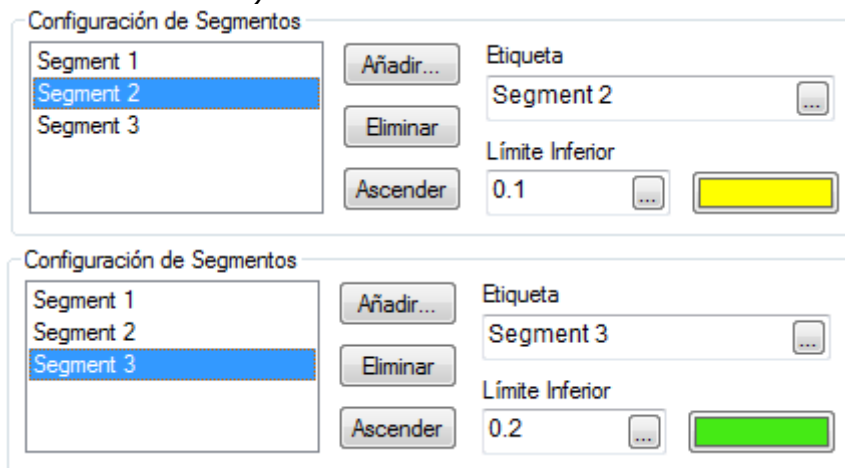 Configuración de Segmentos
Segment 1
Segment 2
Segment 3
Añadir...
Eliminar
Ascender
Etiqueta
Segment 2
...
Límite Inferior
0.1
...
Configuración de Segmentos
Segment 1
Segment 2
Segment 3
Añadir...
Eliminar
Ascender
Etiqueta
Segment 3
...
Límite Inferior
0.2
...